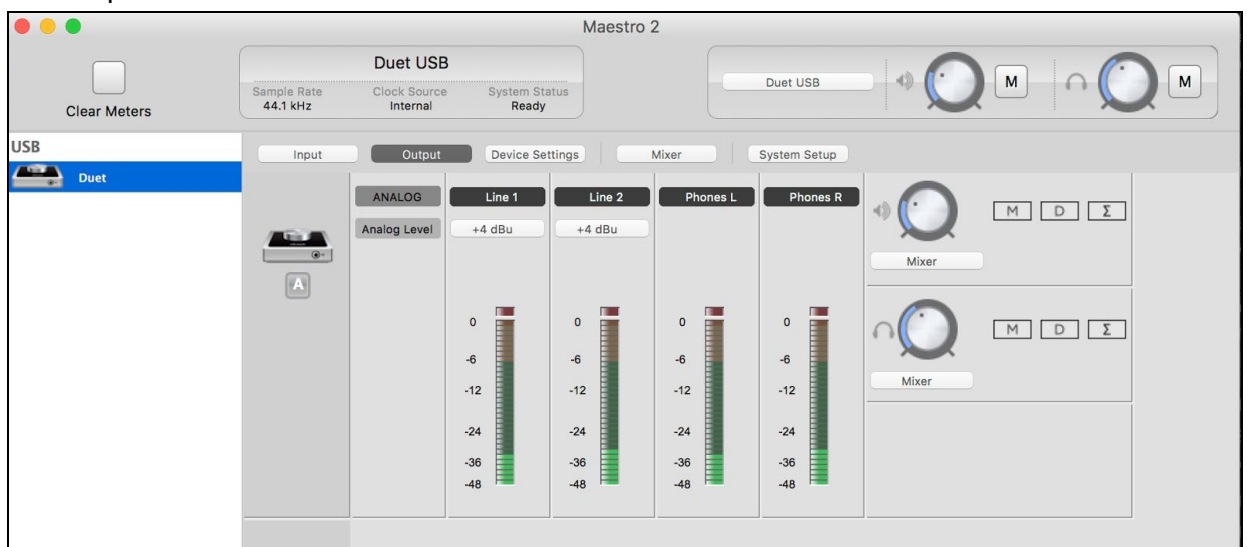 Maestro 2
Duet USB
Sample Rate Clock Source System Status
44.1 kHz Internal Ready
Clear Meters
Duet USB M M
USB
Duet
Input Output Device Settings Mixer System Setup
ANALOG Line 1 Line 2 Phones L Phones R
Analog Level +4 dBu +4 dBu
M D Σ
Mixer
A
M D Σ
Mixer
0 0 0 0
-6 -6 -6 -6
-12 -12 -12 -12
-24 -24 -24 -24
-36 -36 -36 -36
-48 -48 -48 -48